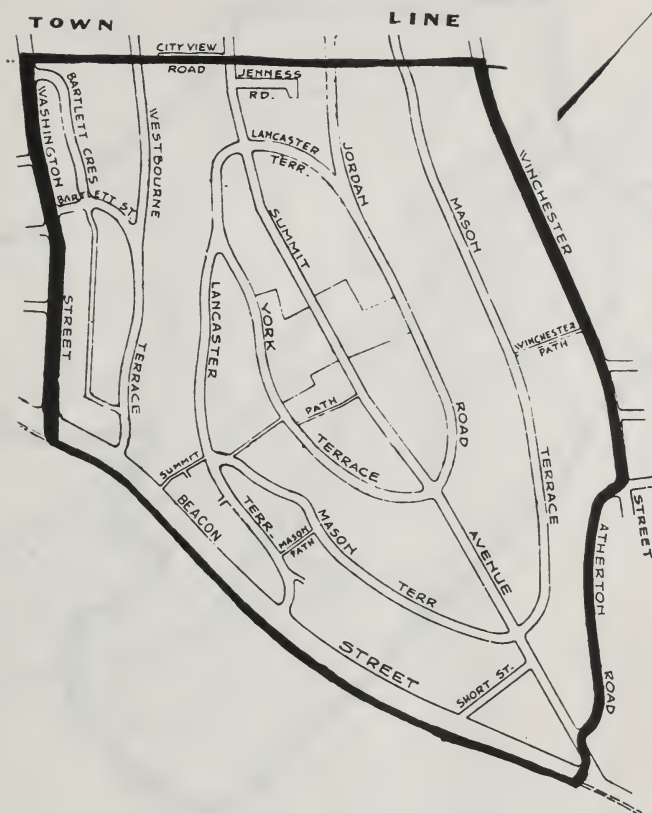 TOWN LINE
CITY VIEW
ROAD
JENNESS
RD.
BARTLETT CRES
WASHINGTON
WESTBOURNE
LANCASTER
TERR.
JORDAN
BARTLETT ST.
SUMMIT
MASON
WINCHESTER
STREET
LANCASTER
YORK
WINCHESTER
PATH
TERRACE
PATH
ROAD
TERRACE
SUMMIT
TERRACE
BEACON
TERR.
MASON
PATH
MASON
AVENUE
STREET
ATHERTON
TERR
STREET
SHORT ST.
ROAD